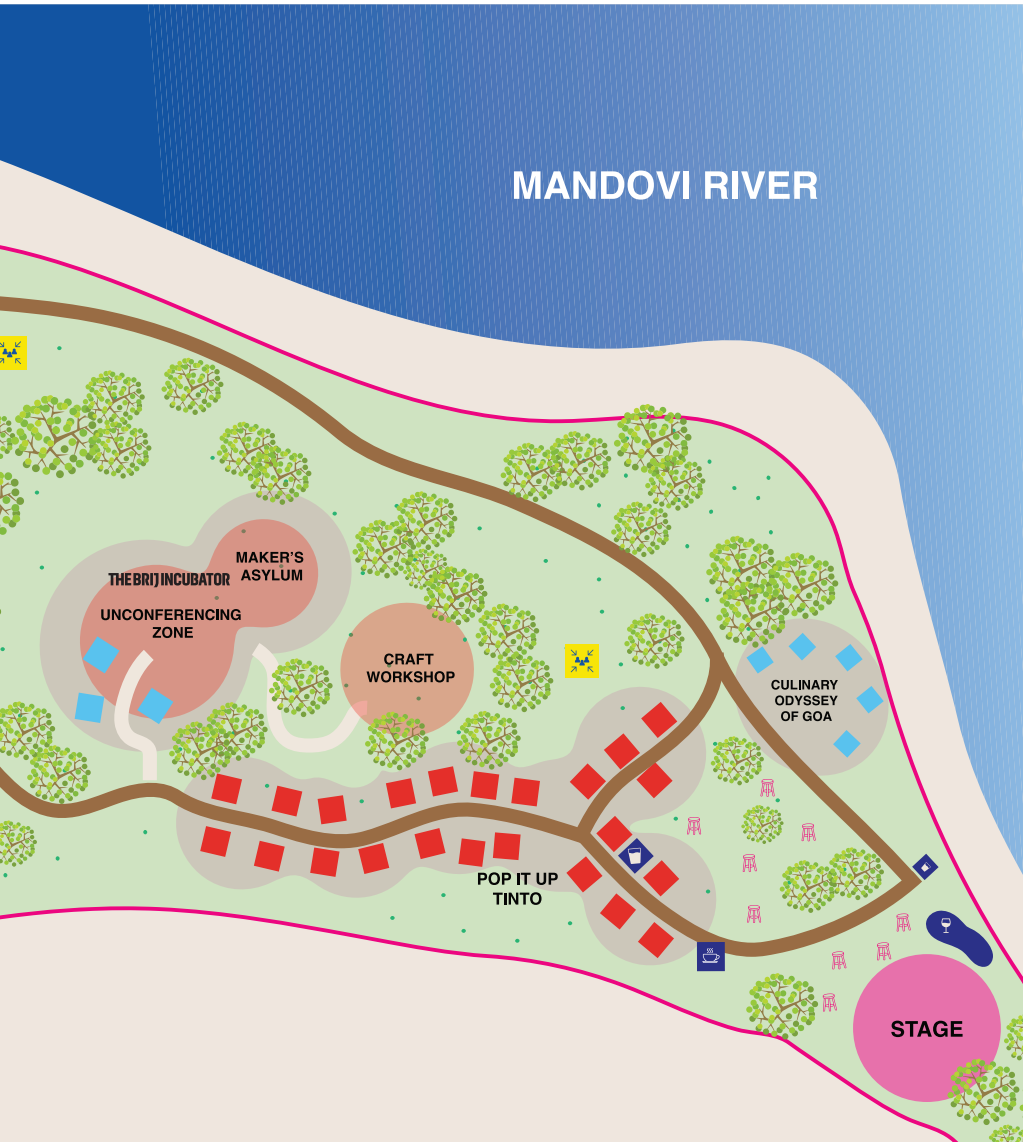 MANDOVI RIVER
MAKER'S
ASYLUM
THE BRIJ INCUBATOR
UNCONFERENCING
ZONE
CRAFT
WORKSHOP
CULINARY
ODYSSEY
OF GOA
POP IT UP
TINTO
STAGE